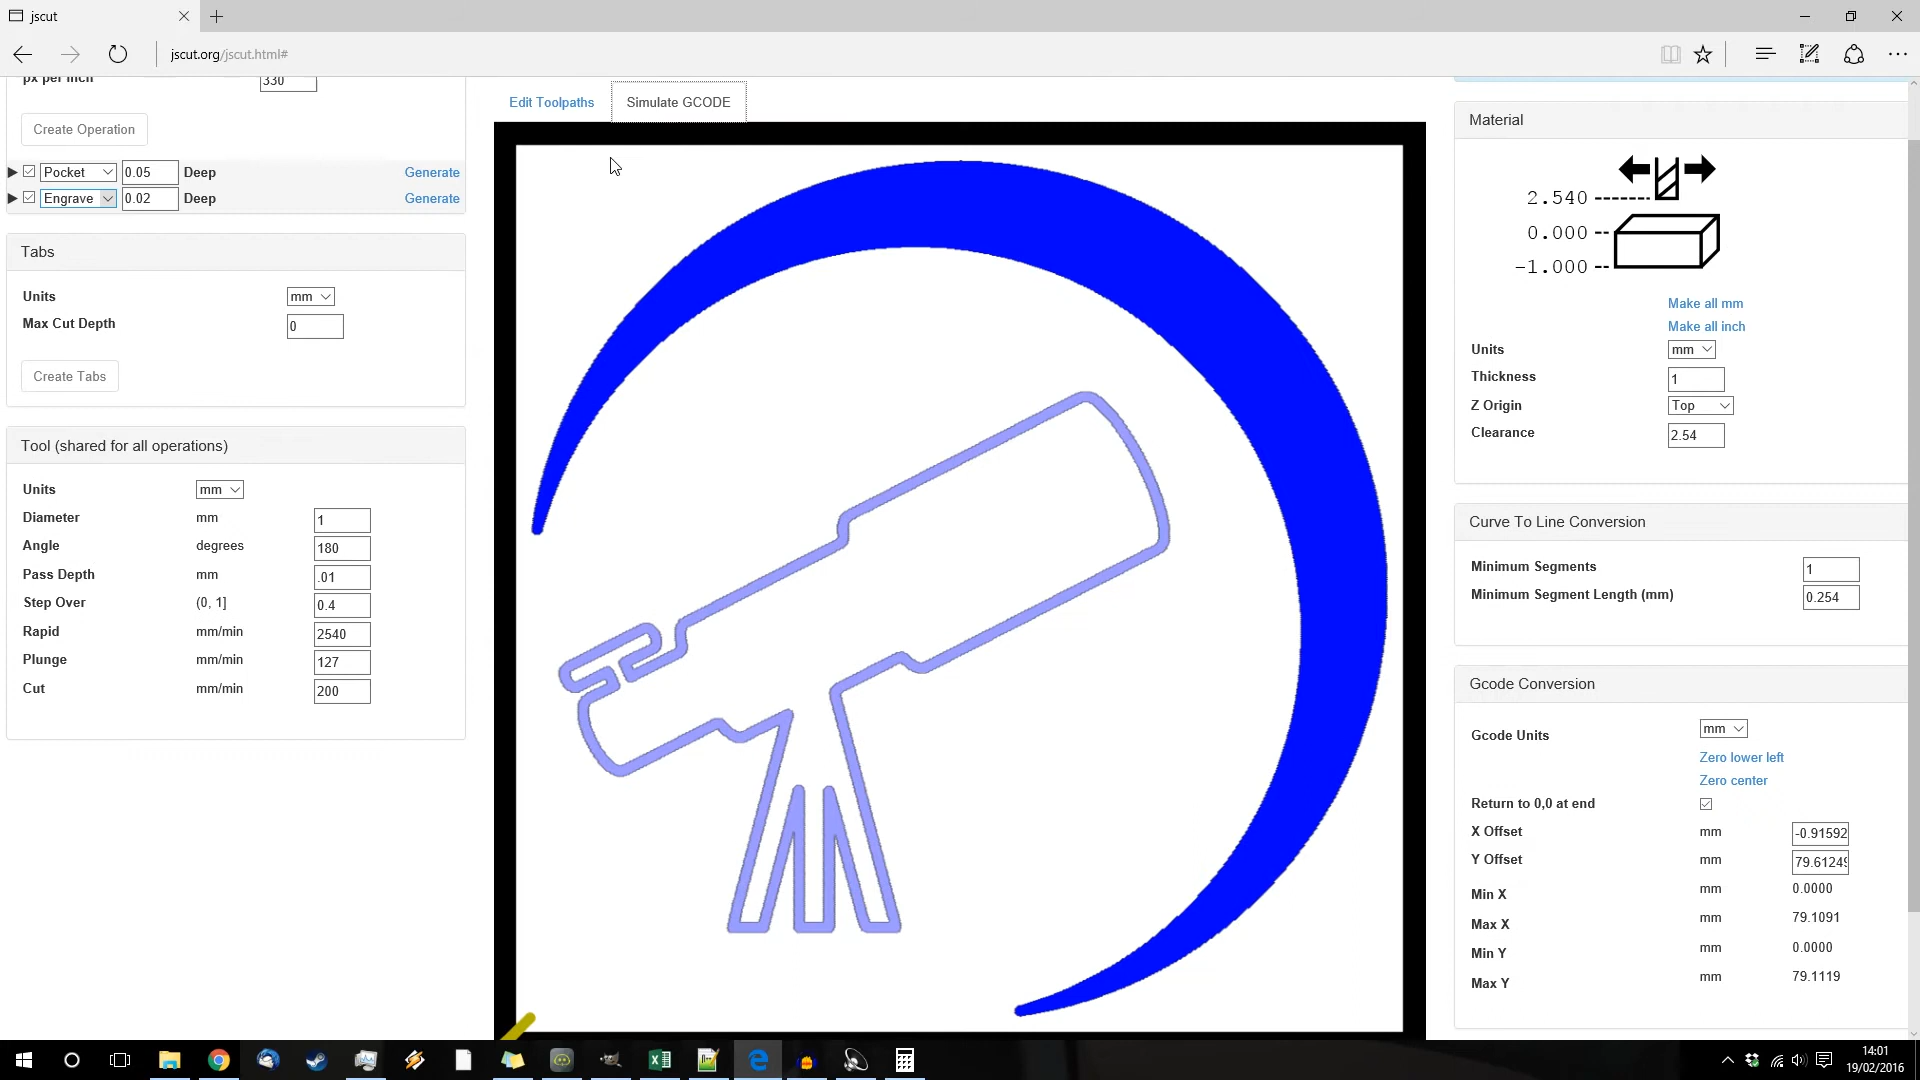 jscut
jscut.org/jscut.html#
px per inch 330
Create Operation
Pocket 0.05 Deep Generate
Engrave 0.02 Deep Generate
Tabs
Units mm
Max Cut Depth 0
Create Tabs
Tool (shared for all operations)
Units mm
Diameter mm 1
Angle degrees 180
Pass Depth mm .01
Step Over (0, 1] 0.4
Rapid mm/min 2540
Plunge mm/min 127
Cut mm/min 200
Edit Toolpaths Simulate GCODE
Material
2.540
0.000
-1.000
Make all mm
Make all inch
Units mm
Thickness 1
Z Origin Top
Clearance 2.54
Curve To Line Conversion
Minimum Segments 1
Minimum Segment Length (mm) 0.254
Gcode Conversion
Gcode Units mm
Zero lower left
Zero center
Return to 0,0 at end
X Offset mm -0.91592
Y Offset mm 79.61249
Min X mm 0.0000
Max X mm 79.1091
Min Y mm 0.0000
Max Y mm 79.1119
14:01
19/02/2016